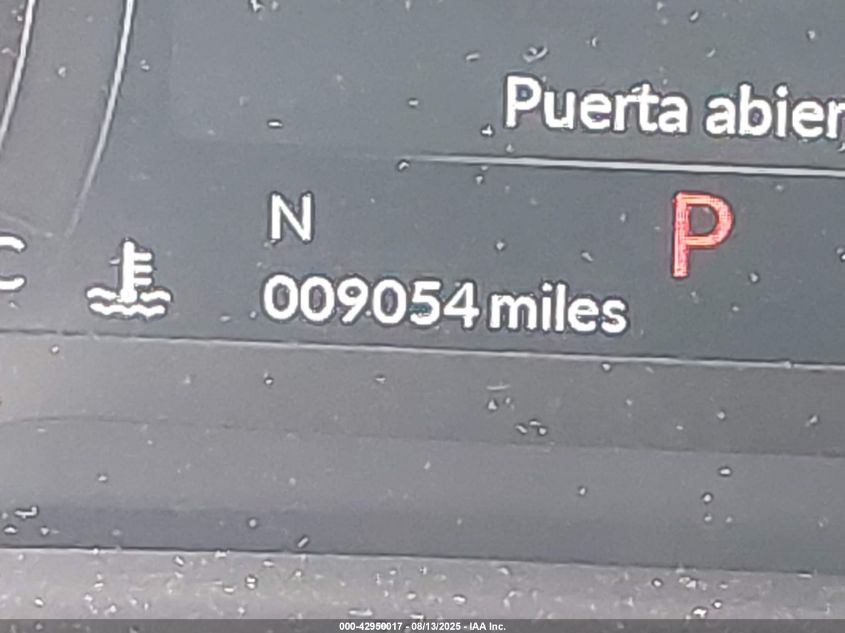 Puerta abier
N
P
C
009054 miles
000-42950017 - 08/13/2025 - IAA Inc.